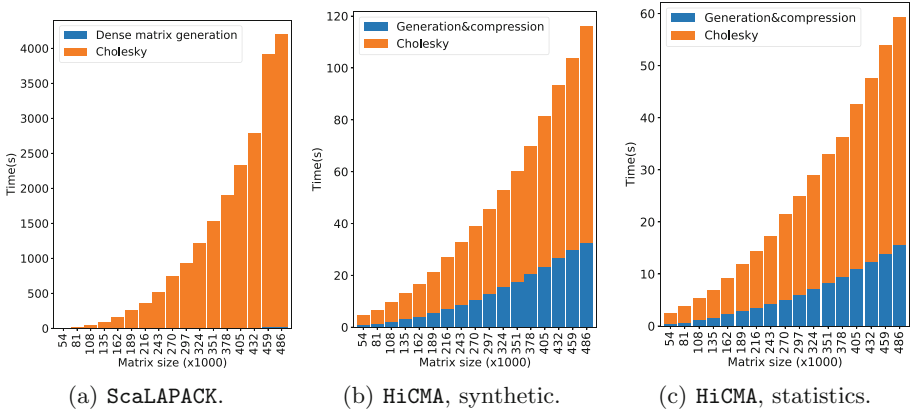 Dense matrix generation
Cholesky
4000
3500
3000
2500
2000
1500
1000
500
0
Time(s)
54 81 108 135 162 189 216 243 270 297 324 351 378 405 432 459 486
Matrix size (x1000)
(a) ScaLAPACK.
Generation&compression
Cholesky
120
100
80
60
40
20
0
Time(s)
54 81 108 135 162 189 216 243 270 297 324 351 378 405 432 459 486
Matrix size (x1000)
(b) HiCMA, synthetic.
Generation&compression
Cholesky
60
50
40
30
20
10
0
Time(s)
54 81 108 135 162 189 216 243 270 297 324 351 378 405 432 459 486
Matrix size (x1000)
(c) HiCMA, statistics.